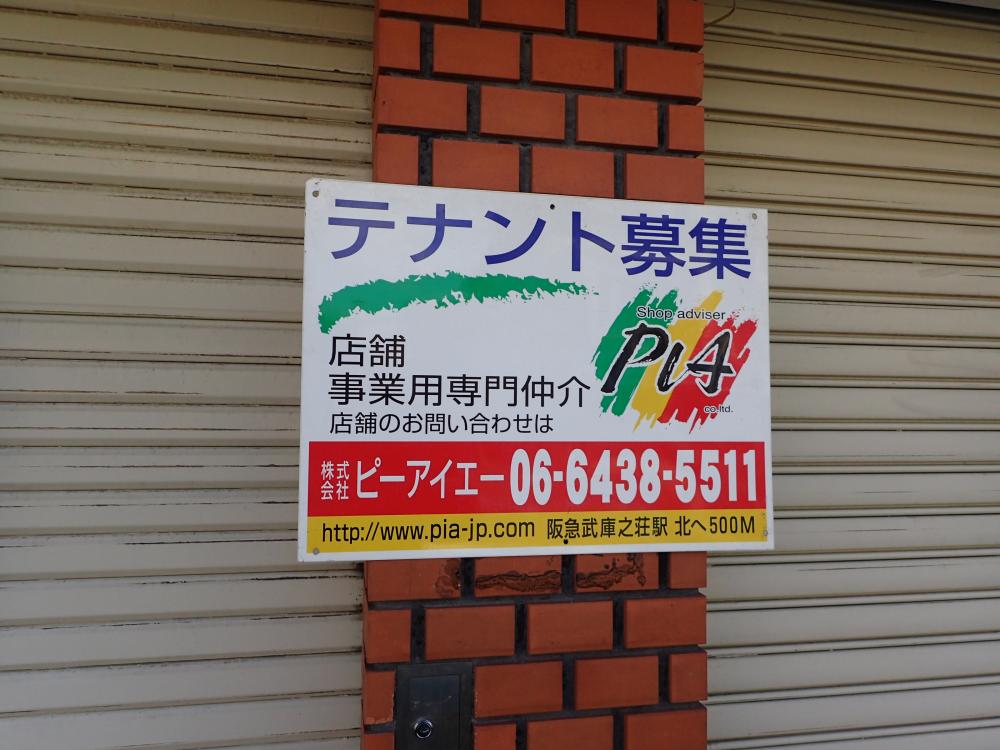 テナント募集
Shop adviser
PIA
co.ltd.
店舗
事業用専門仲介
店舗のお問い合わせは
株式会社 ピーアイエー 06-6438-5511
http://www.pia-jp.com 阪急武庫之荘駅 北へ500M